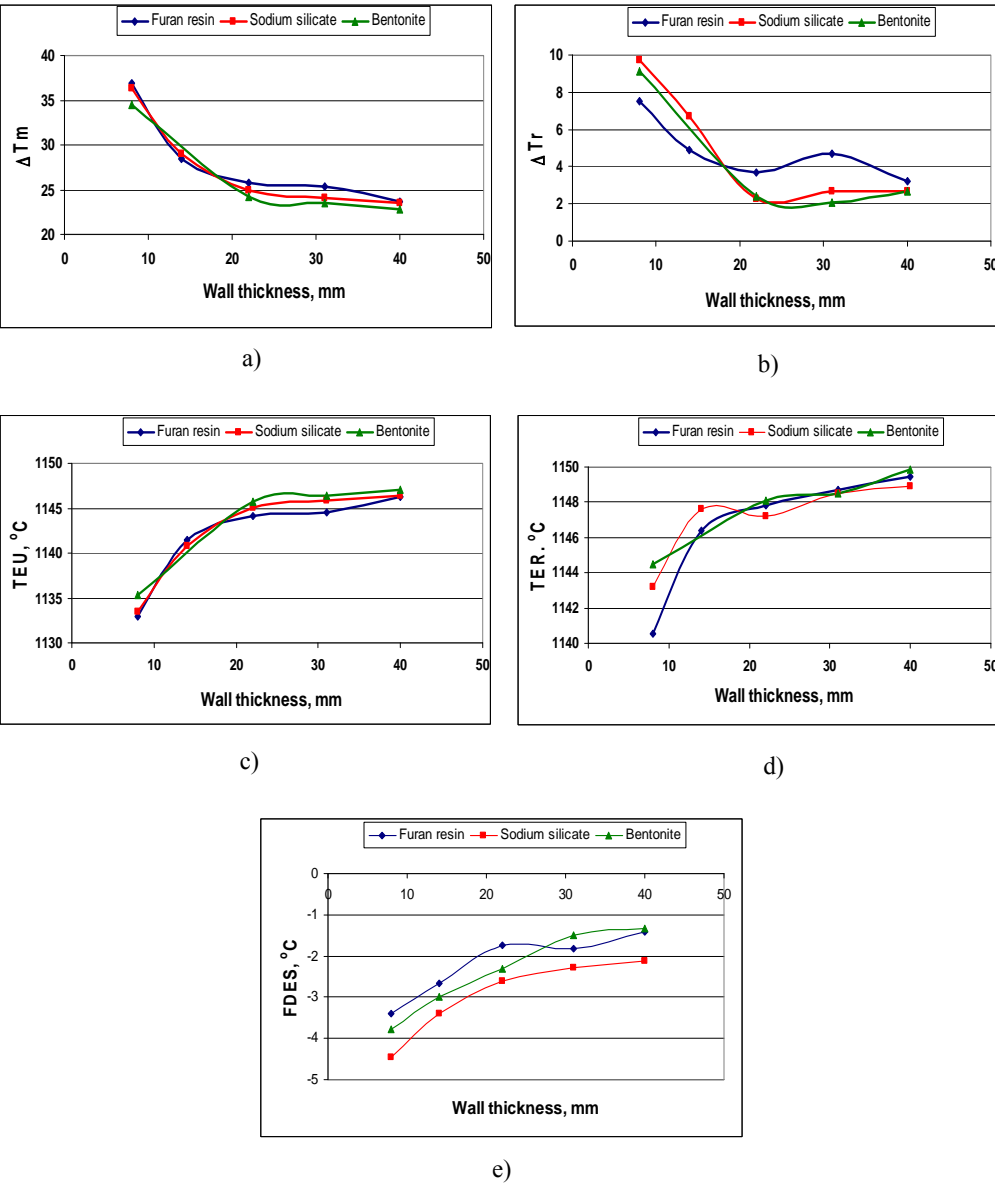 Furan resin Sodium silicate Bentonite
40
35
30
25
20
Δ Tm
0 10 20 30 40 50
Wall thickness, mm
a)
Furan resin Sodium silicate Bentonite
10
8
6
4
2
0
Δ Tr
0 10 20 30 40 50
Wall thickness, mm
b)
Furan resin Sodium silicate Bentonite
1150
1145
1140
1135
1130
TEU, °C
0 10 20 30 40 50
Wall thickness, mm
c)
Furan resin Sodium silicate Bentonite
1150
1148
1146
1144
1142
1140
TER. °C
0 10 20 30 40 50
Wall thickness, mm
d)
Furan resin Sodium silicate Bentonite
0
-1
-2
-3
-4
-5
FDES, °C
0 10 20 30 40 50
Wall thickness, mm
e)